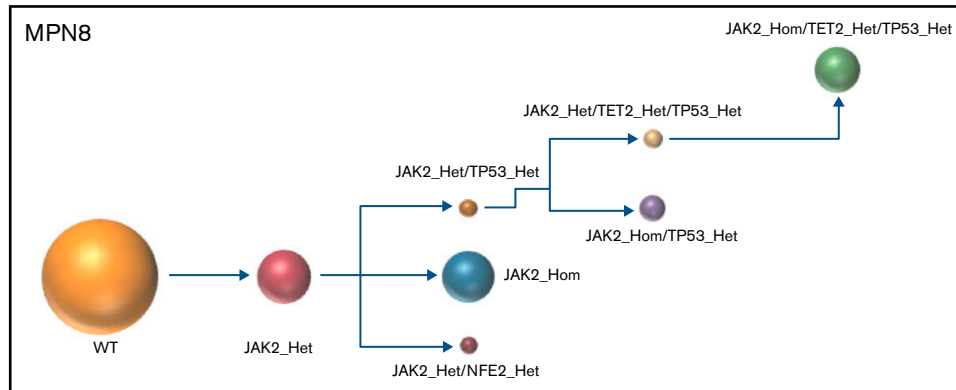 MPN8
JAK2_Hom/TET2_Het/TP53_Het
JAK2_Het/TET2_Het/TP53_Het
JAK2_Het/TP53_Het
JAK2_Hom/TP53_Het
JAK2_Hom
WT
JAK2_Het
JAK2_Het/NFE2_Het